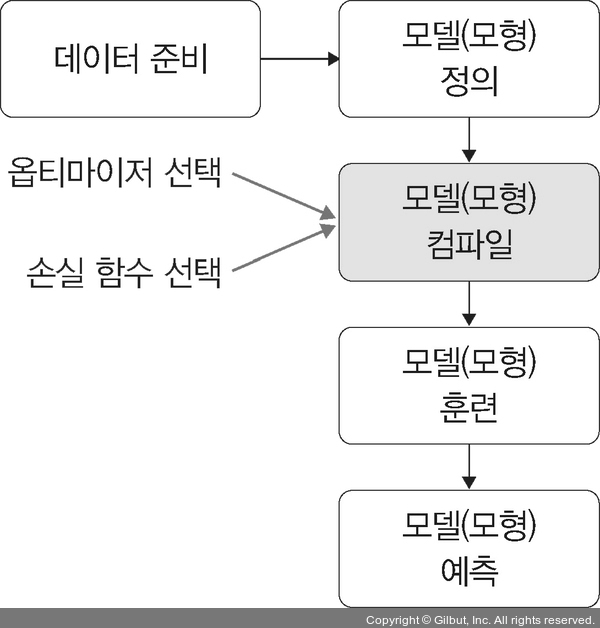 데이터 준비
모델(모형)
정의
옵티마이저 선택
손실 함수 선택
모델(모형)
컴파일
모델(모형)
훈련
모델(모형)
예측
Copyright © Gilbut, Inc. All rights reserved.